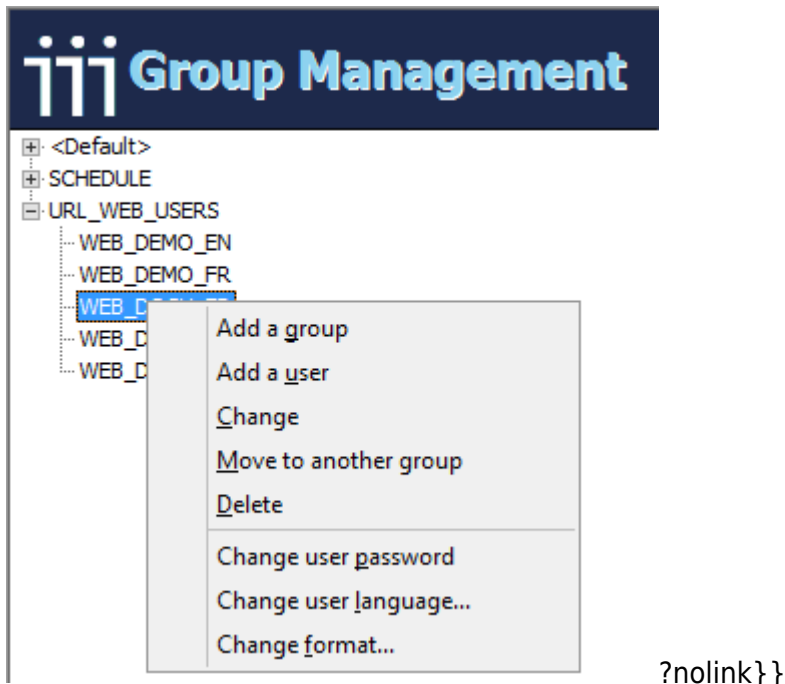 iii Group Management
<Default>
SCHEDULE
URL_WEB_USERS
WEB_DEMO_EN
WEB_DEMO_FR
Add a group
Add a user
Change
Move to another group
Delete
Change user password
Change user language...
Change format...
?nolink}}